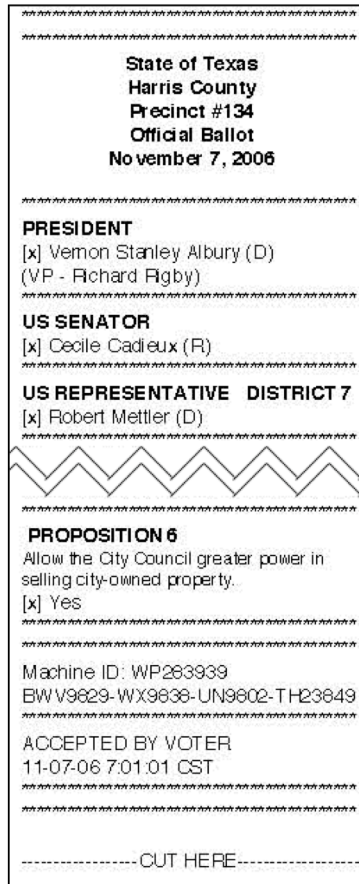 State of Texas
Harris County
Precinct #134
Official Ballot
November 7, 2006
PRESIDENT
[x] Vernon Stanley Albury (D)
(VP - Richard Rigby)
US SENATOR
[x] Cecile Cadieux (R)
US REPRESENTATIVE DISTRICT 7
[x] Robert Mettler (D)
PROPOSITION 6
Allow the City Council greater power in
selling city-owned property.
[x] Yes
Machine ID: WP283939
BWV9829-WX9838-UN9802-TH23849
ACCEPTED BY VOTER
11-07-06 7:01:01 CST
-----------------CUT HERE------------------